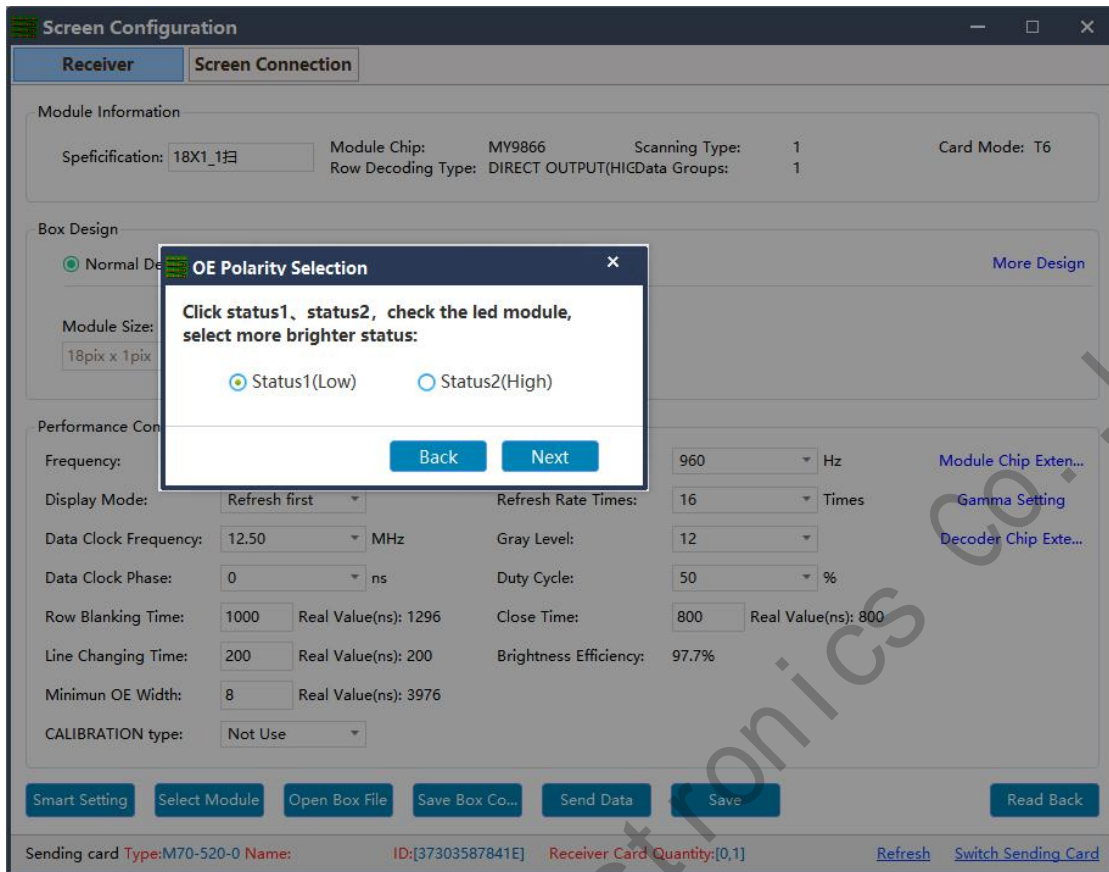 Screen Configuration
Receiver Screen Connection
Module Information
Speficification: 18X1_1扫 Module Chip: MY9866 Scanning Type: 1 Card Mode: T6
Row Decoding Type: DIRECT OUTPUT(HIG Data Groups: 1
Box Design
Normal De
More Design
OE Polarity Selection
Click status1、status2, check the led module,
select more brighter status:
Status1(Low) Status2(High)
Back Next
Module Size:
18pix x 1pix
Performance Con
Frequency: 960 Hz Module Chip Exten...
Display Mode: Refresh first Refresh Rate Times: 16 Times Gamma Setting
Data Clock Frequency: 12.50 MHz Gray Level: 12 Decoder Chip Exte...
Data Clock Phase: 0 ns Duty Cycle: 50 %
Row Blanking Time: 1000 Real Value(ns): 1296 Close Time: 800 Real Value(ns): 800
Line Changing Time: 200 Real Value(ns): 200 Brightness Efficiency: 97.7%
Minimun OE Width: 8 Real Value(ns): 3976
CALIBRATION type: Not Use
Smart Setting Select Module Open Box File Save Box Co... Send Data Save Read Back
Sending card Type:M70-520-0 Name: ID:[37303587841E] Receiver Card Quantity:[0,1] Refresh Switch Sending Card